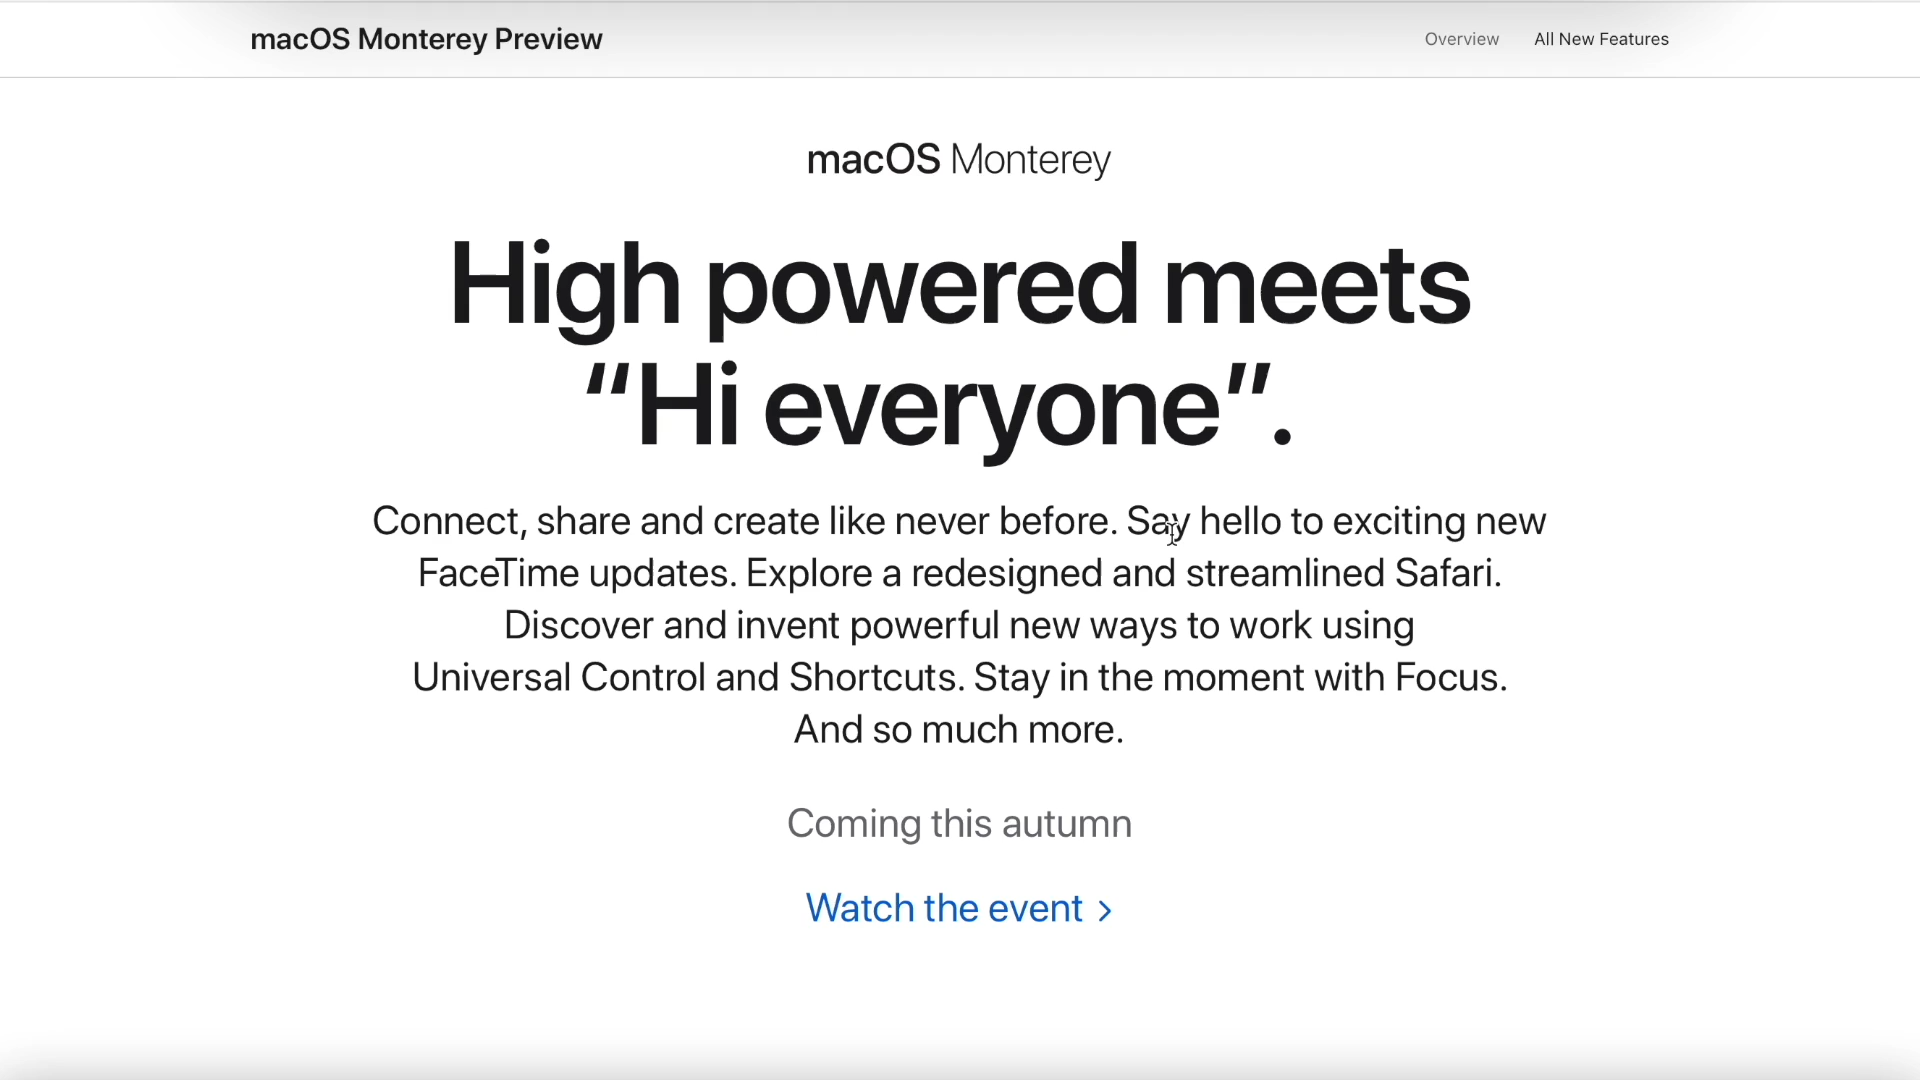 macOS Monterey Preview
Overview
All New Features
macOS Monterey
High powered meets
“Hi everyone”.
Connect, share and create like never before. Say hello to exciting new
FaceTime updates. Explore a redesigned and streamlined Safari.
Discover and invent powerful new ways to work using
Universal Control and Shortcuts. Stay in the moment with Focus.
And so much more.
Coming this autumn
Watch the event >